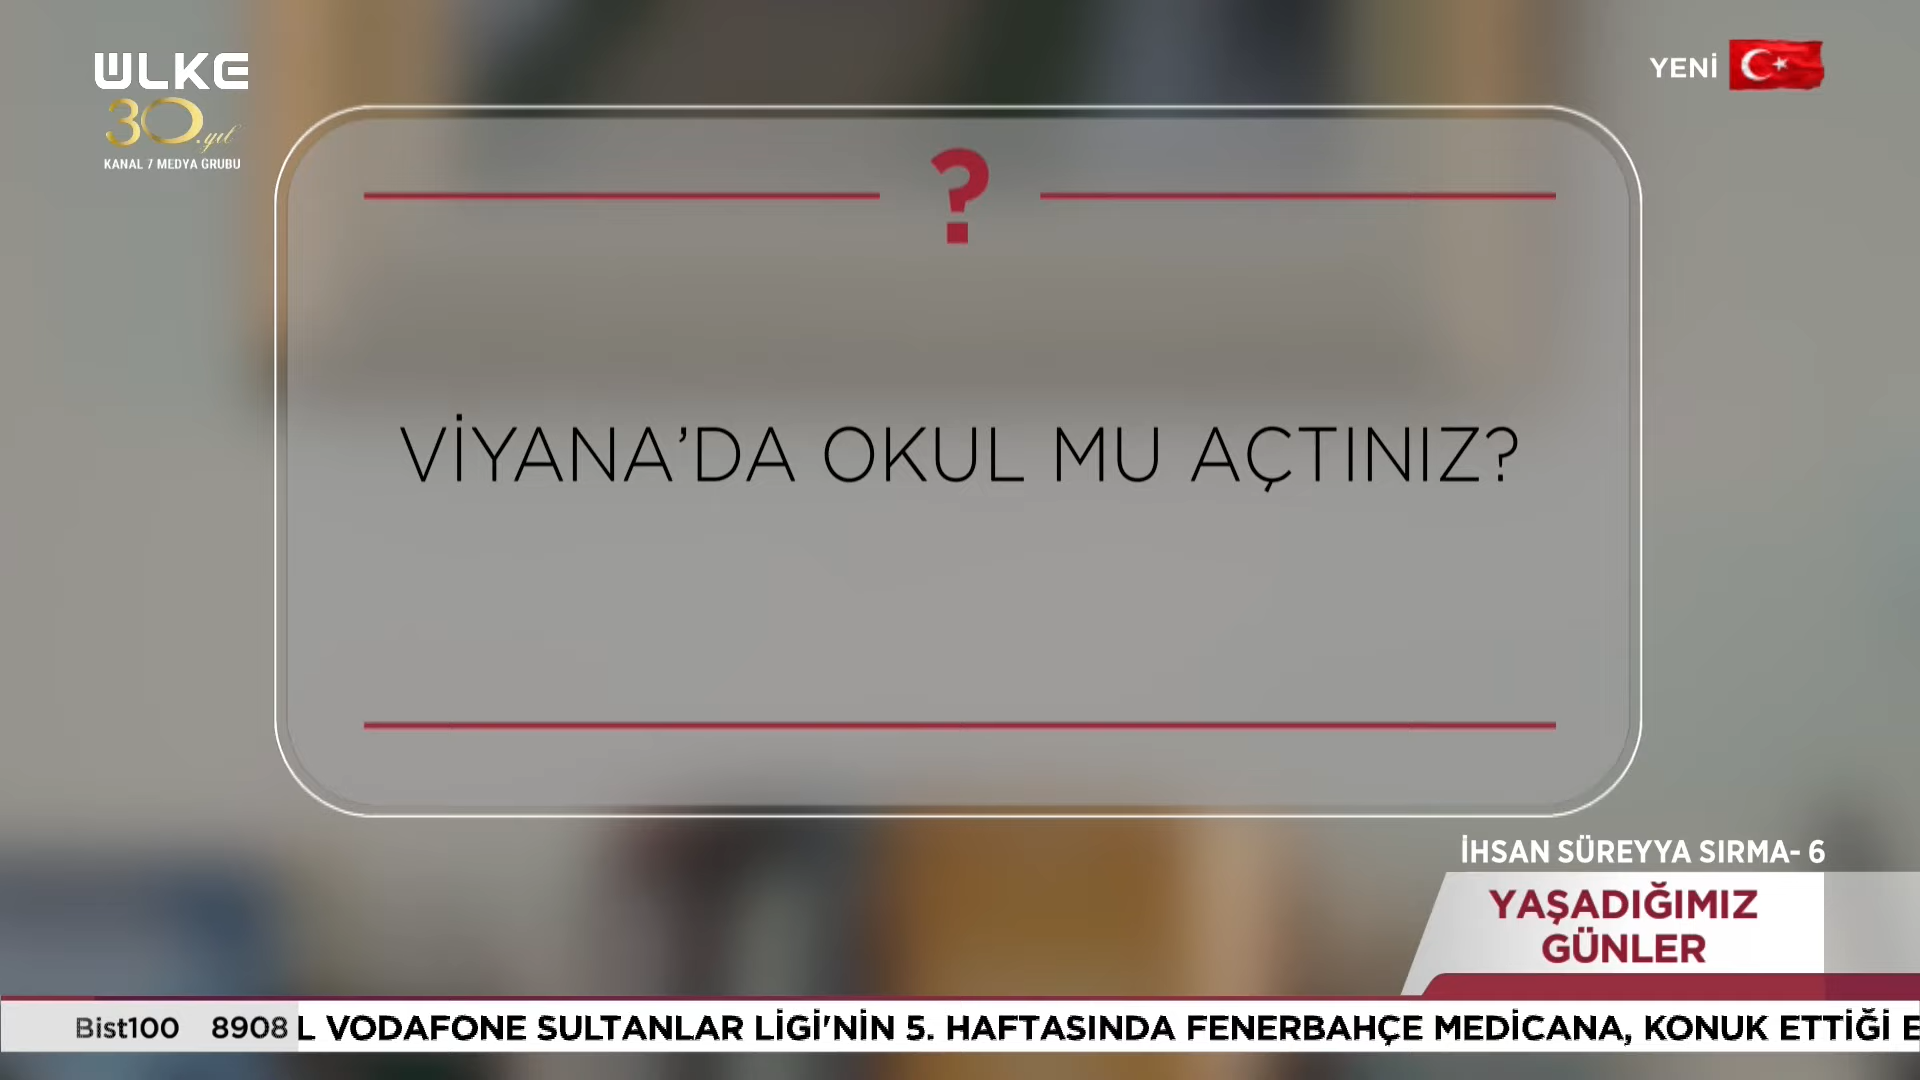 ÜLKE
30.yıl
KANAL 7 MEDYA GRUBU
YENİ
?
VİYANA’DA OKUL MU AÇTINIZ?
İHSAN SÜREYYA SIRMA- 6
YAŞADIĞIMIZ
GÜNLER
Bist100 8908 L VODAFONE SULTANLAR LİGİ'NİN 5. HAFTASINDA FENERBAHÇE MEDİCANA, KONUK ETTİĞİ E